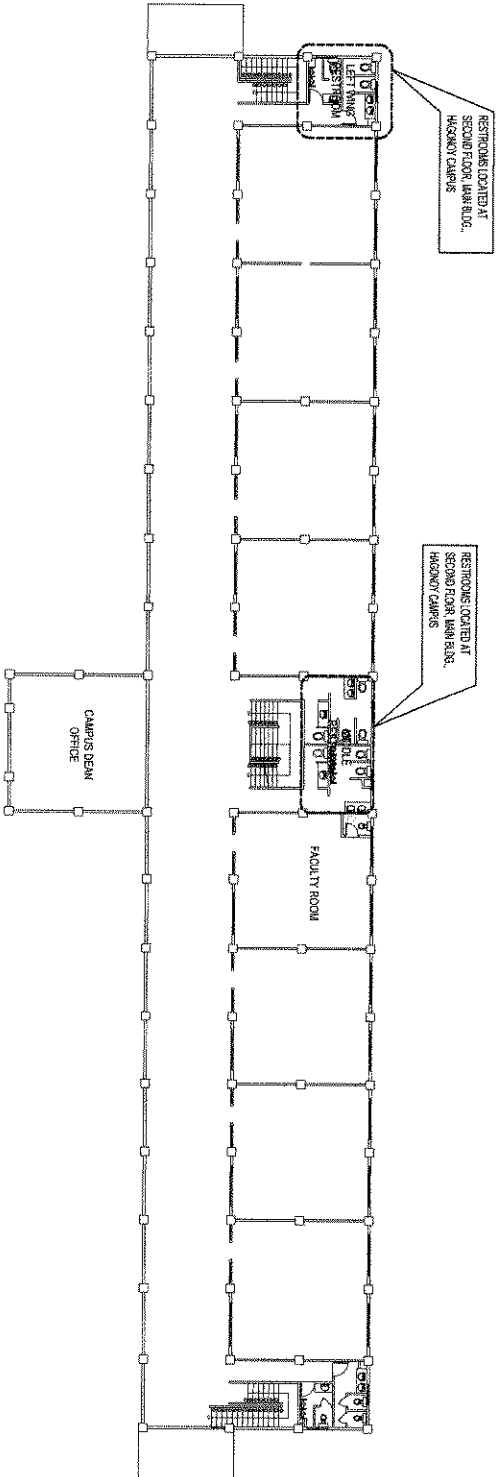 RESTROOMS LOCATED AT
SECOND FLOOR, MAIN BLDG.,
HAGONOY CAMPUS
LEFT WING
RESTROOM
RESTROOMS LOCATED AT
SECOND FLOOR, MAIN BLDG.,
HAGONOY CAMPUS
MIDDLE
FACULTY ROOM
CAMPUS DEAN
OFFICE